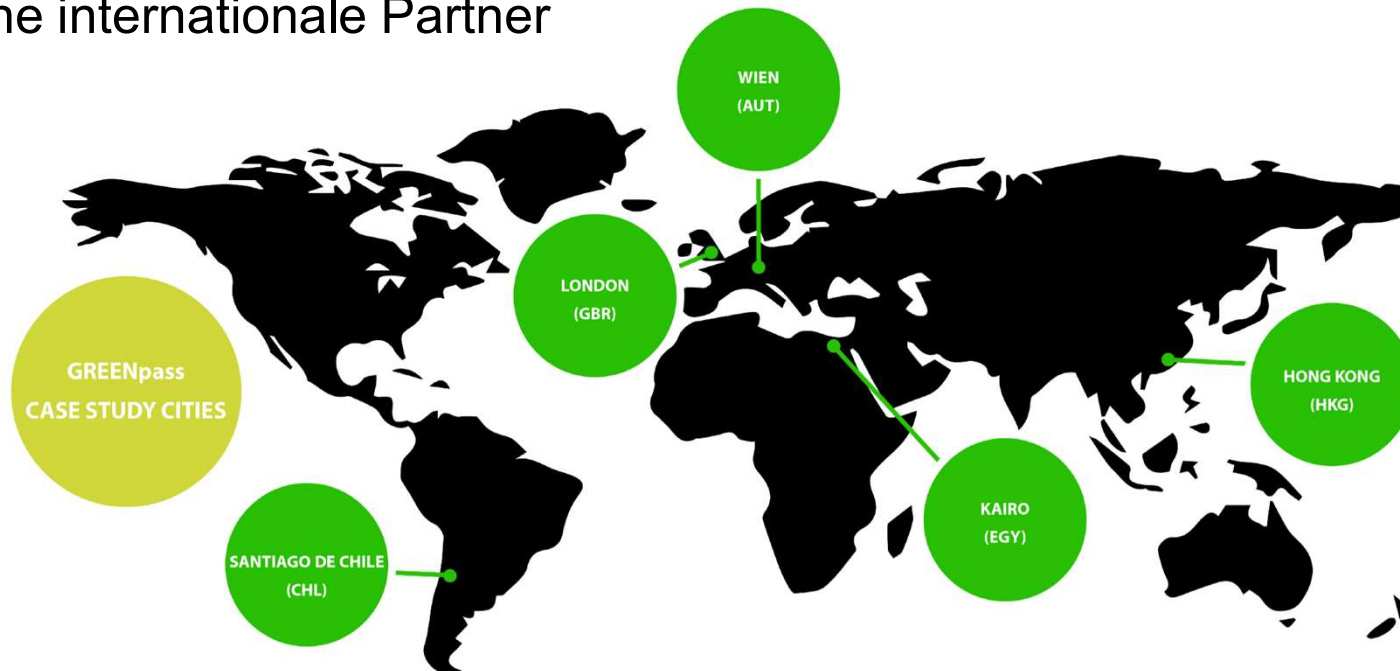 internationale Partner
WIEN
(AUT)
LONDON
(GBR)
GREENpass
CASE STUDY CITIES
HONG KONG
(HKG)
KAIRO
(EGY)
SANTIAGO DE CHILE
(CHL)